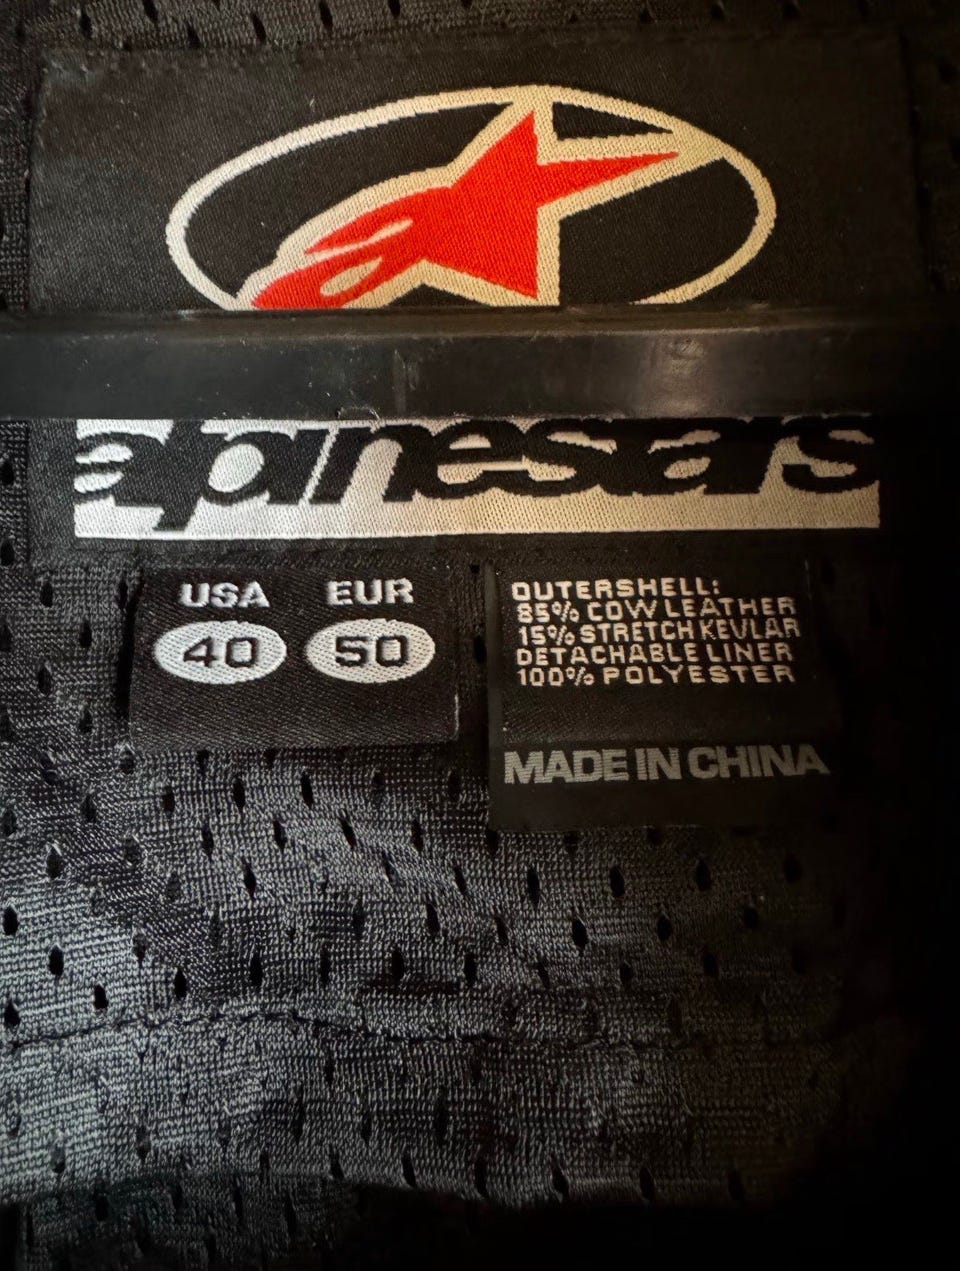 alpinestars
USA EUR
40 50
OUTERSHELL:
85% COW LEATHER
15% STRETCH KEVLAR
DETACHABLE LINER
100% POLYESTER
MADE IN CHINA